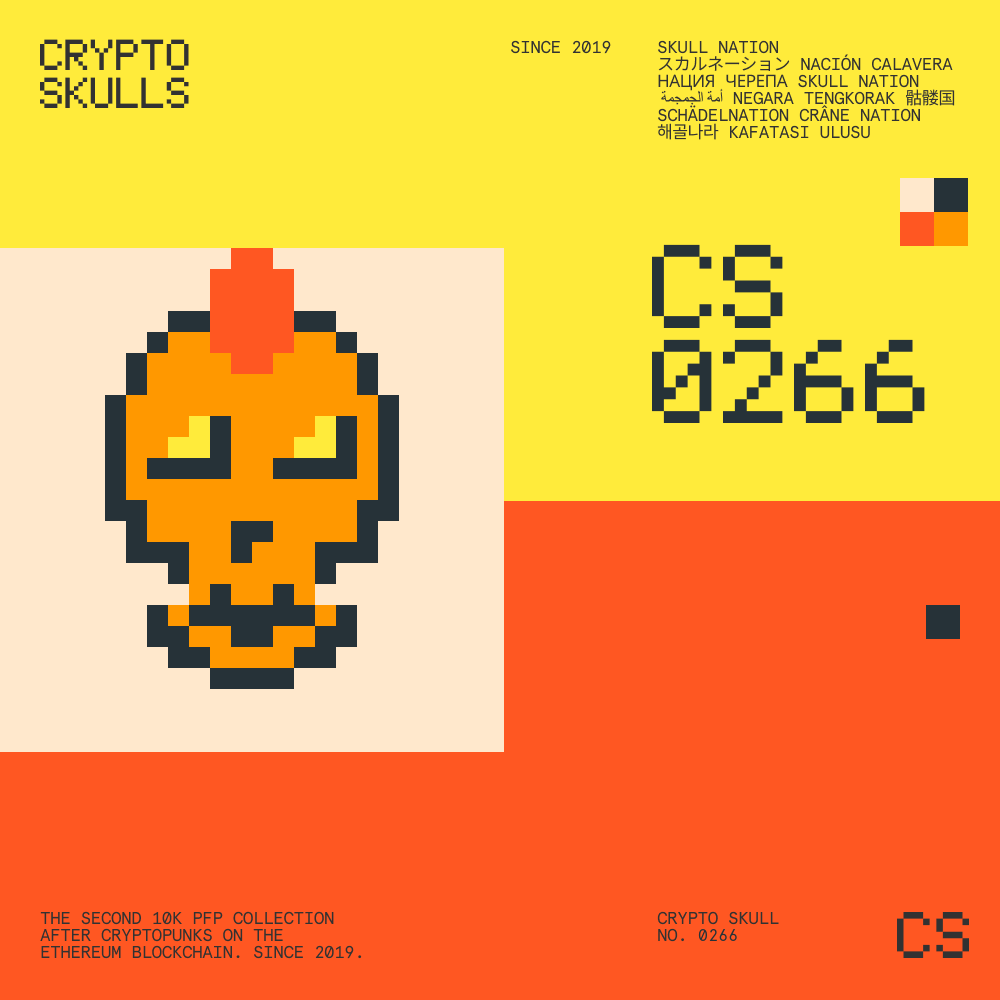 CRYPTO
SKULLS
SINCE 2019
SKULL NATION
スカルネーション NACIÓN CALAVERA
НАЦИЯ ЧЕРЕПА SKULL NATION
أمة الجمجمة NEGARA TENGKORAK 骷髅国
SCHÄDELNATION CRÂNE NATION
해골나라 KAFATASI ULUSU
CS
0266
THE SECOND 10K PFP COLLECTION
AFTER CRYPTOPUNKS ON THE
ETHEREUM BLOCKCHAIN. SINCE 2019.
CRYPTO SKULL
NO. 0266
CS